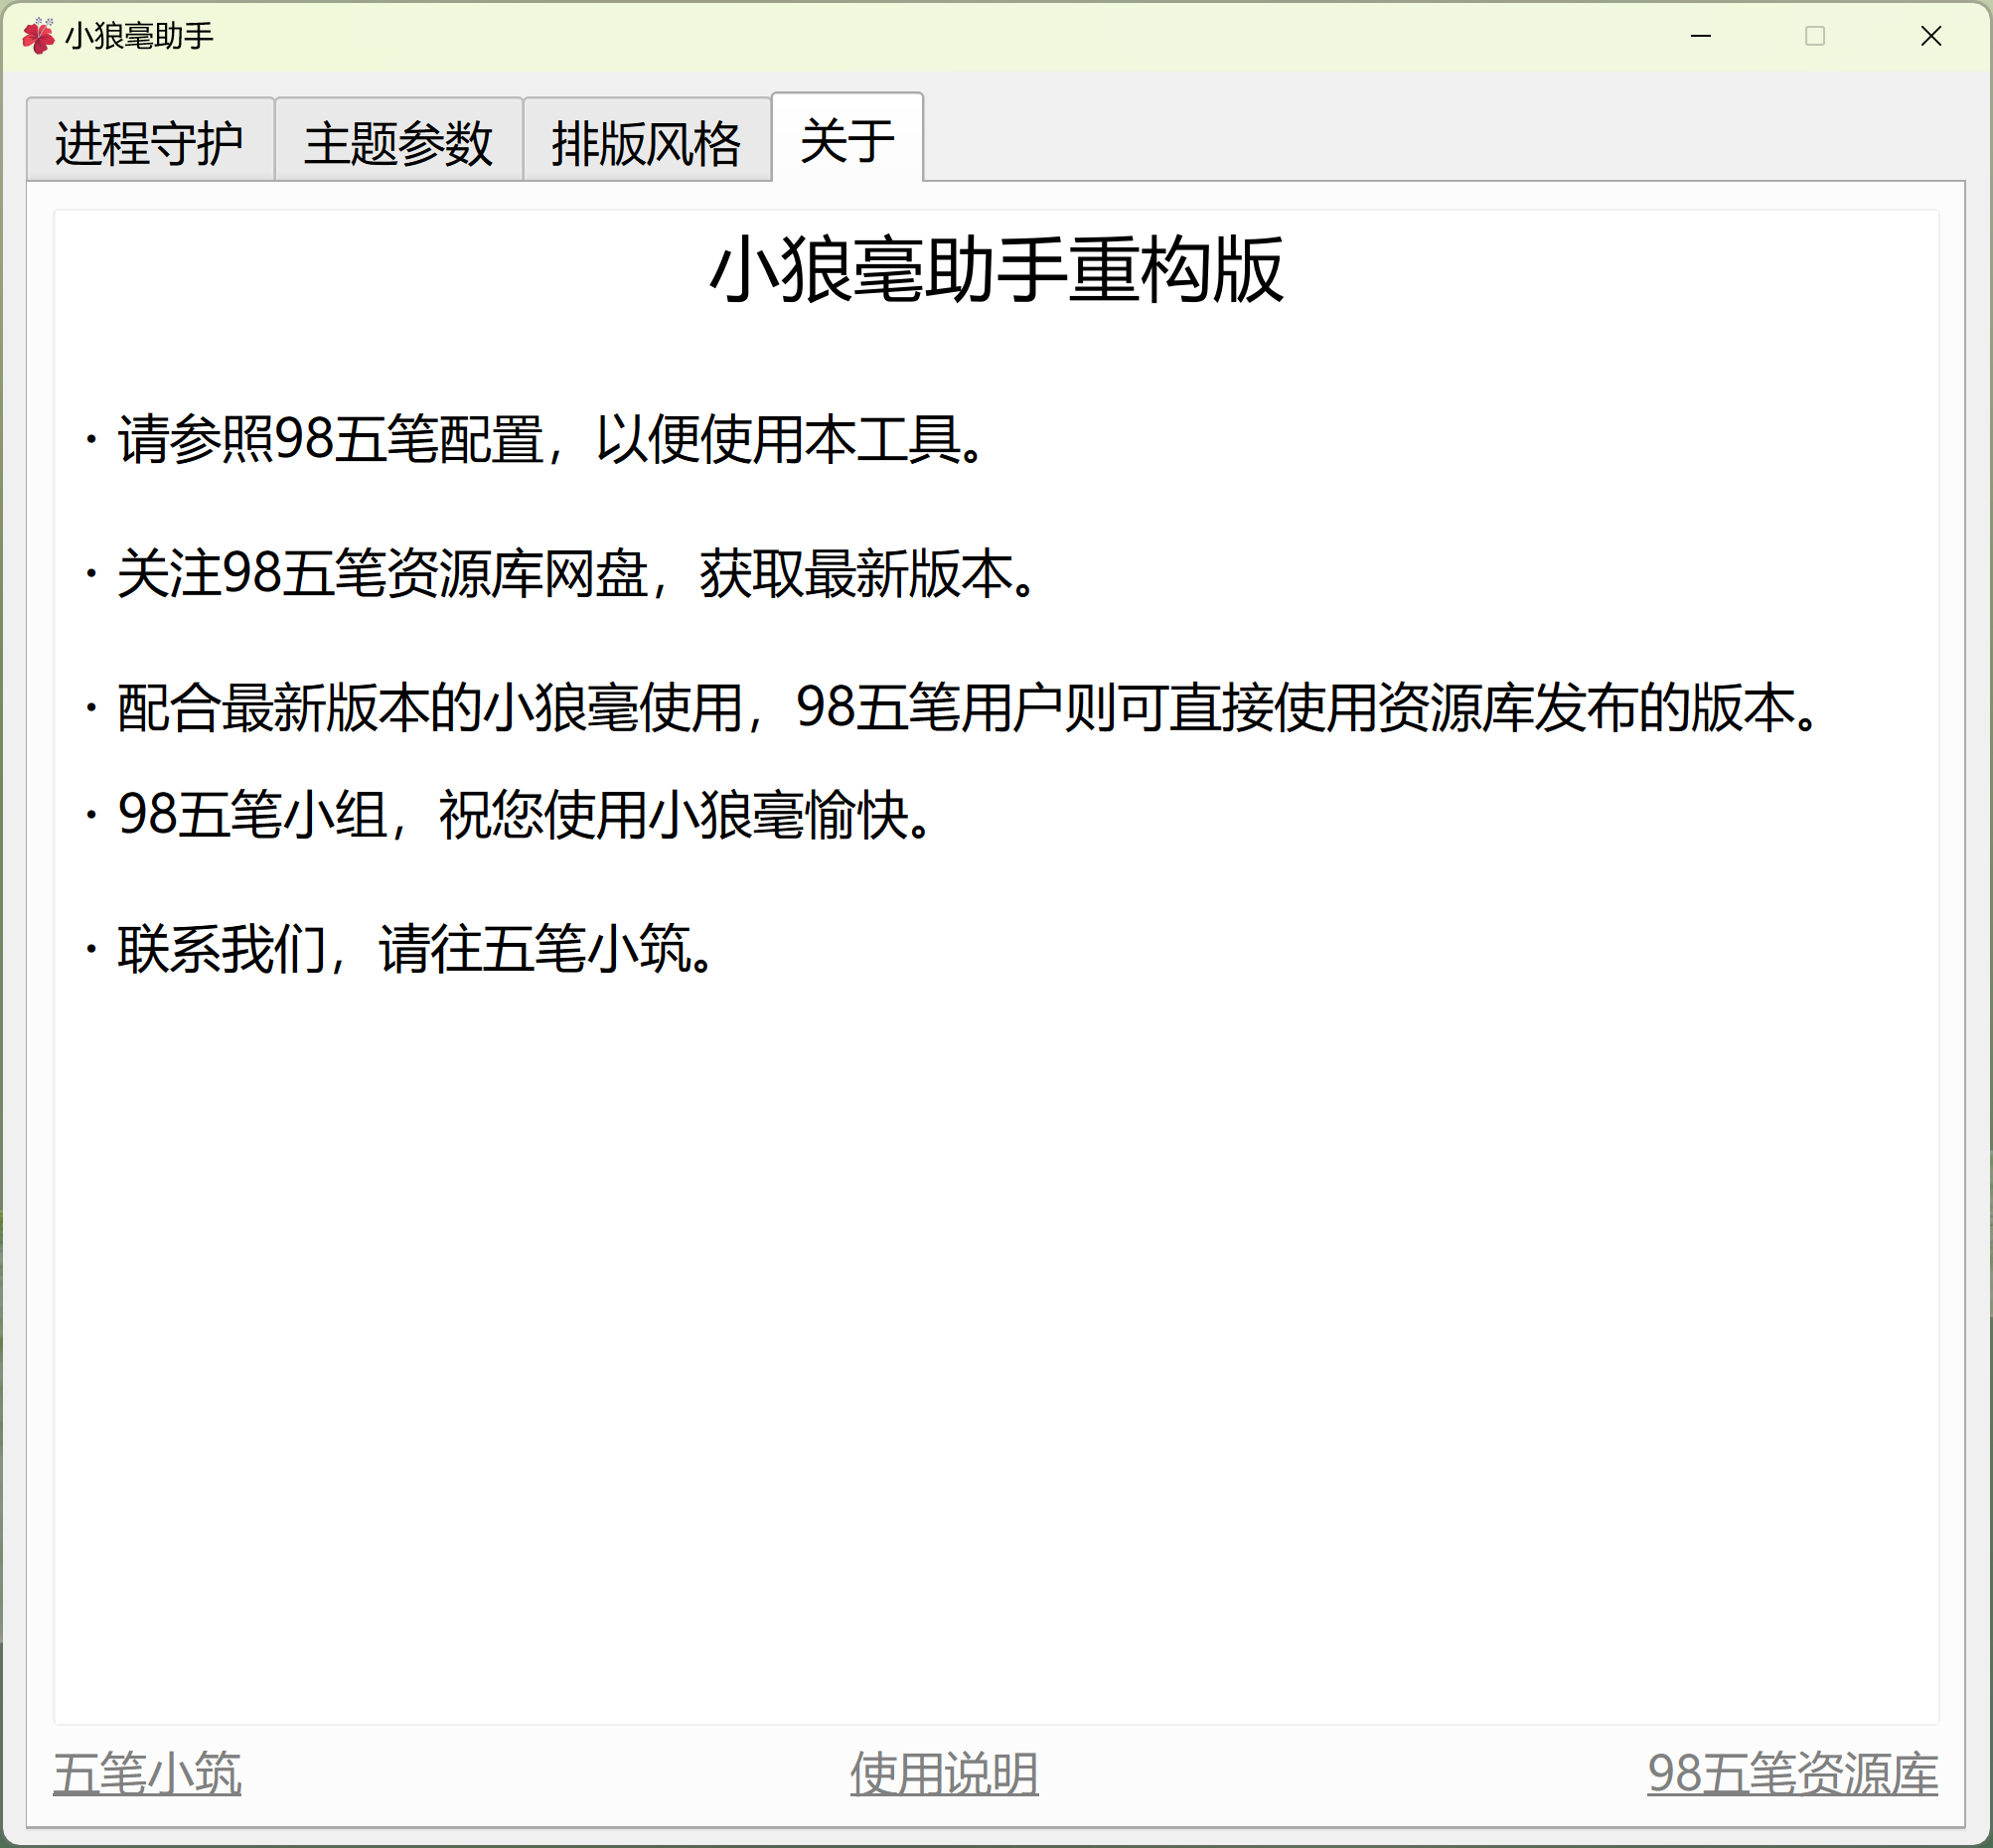 小狼毫助手
进程守护 主题参数 排版风格 关于
小狼毫助手重构版
· 请参照98五笔配置，以便使用本工具。
· 关注98五笔资源库网盘，获取最新版本。
· 配合最新版本的小狼毫使用，98五笔用户则可直接使用资源库发布的版本。
· 98五笔小组，祝您使用小狼毫愉快。
· 联系我们，请往五笔小筑。
五笔小筑 使用说明 98五笔资源库